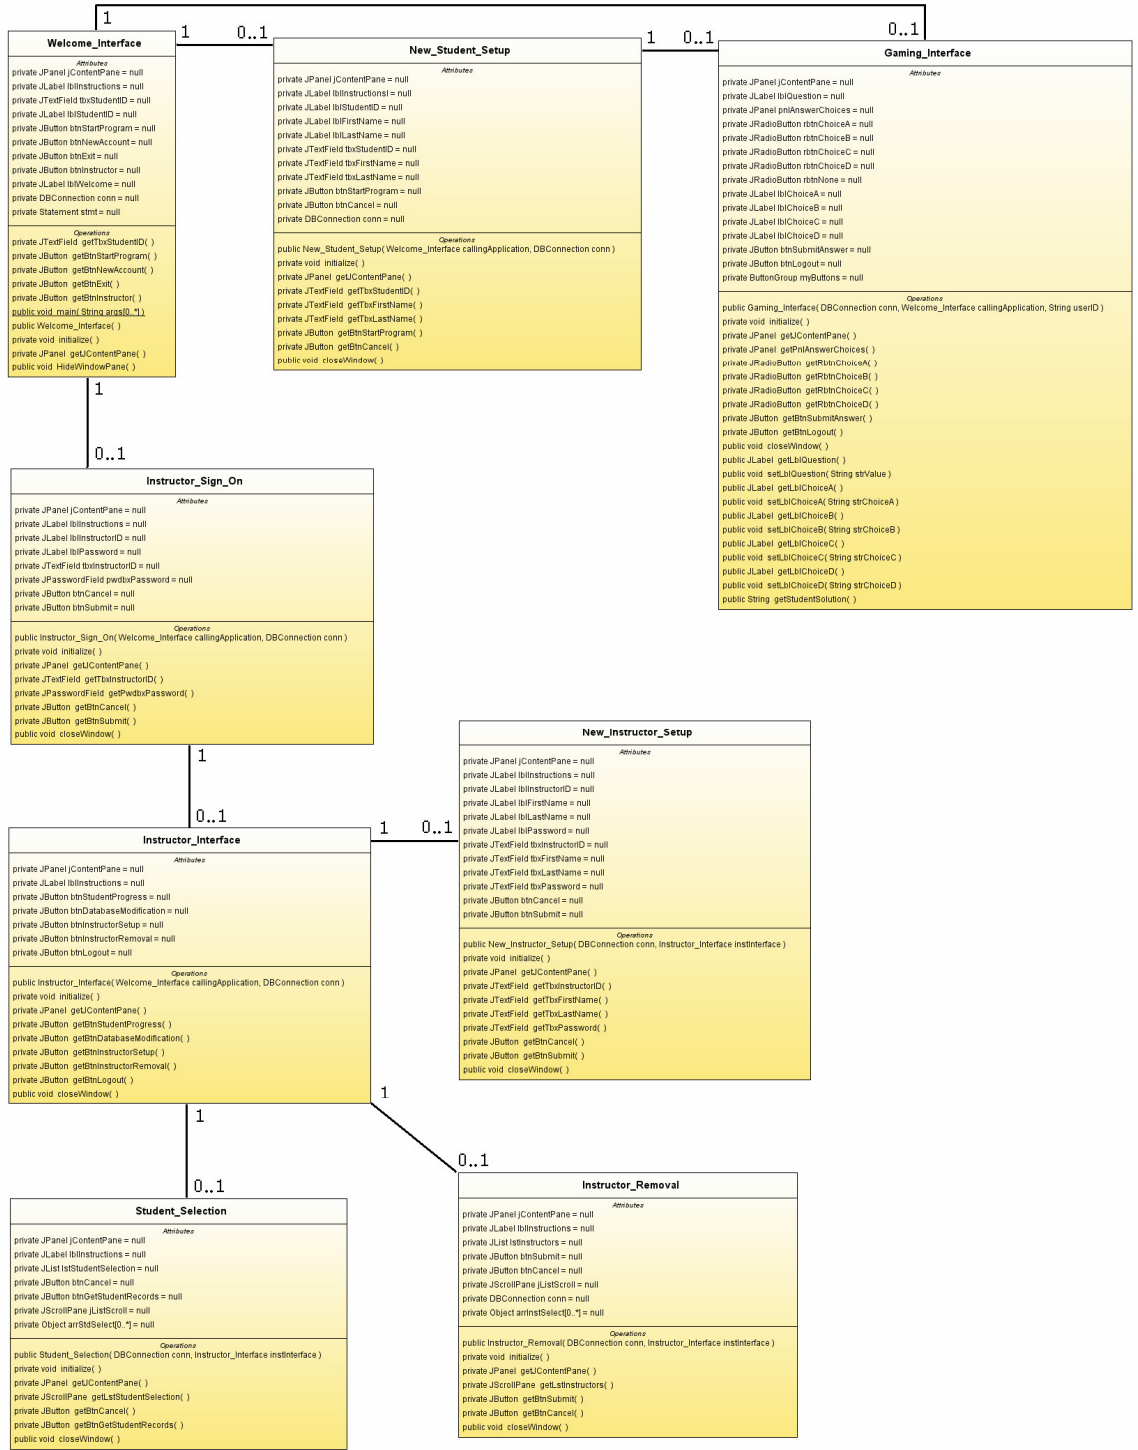 1
1
0..1
1
0..1
0..1
Welcome_Interface
Attributes
private JPanel jContentPane = null
private JLabel lblInstructions = null
private JTextField tbxStudentID = null
private JLabel lblStudentID = null
private JButton btnStartProgram = null
private JButton btnNewAccount = null
private JButton btnExit = null
private JButton btnInstructor = null
private JLabel lblWelcome = null
private DBConnection conn = null
private Statement stmt = null
Operations
private JTextField getTbxStudentID( )
private JButton getBtnStartProgram( )
private JButton getBtnNewAccount( )
private JButton getBtnExit( )
private JButton getBtnInstructor( )
public void main( String args[0..*] )
public Welcome_Interface( )
private void initialize( )
private JPanel getJContentPane( )
public void HideWindowPane( )
New_Student_Setup
Attributes
private JPanel jContentPane = null
private JLabel lblInstructionsl = null
private JLabel lblStudentID = null
private JLabel lblFirstName = null
private JLabel lblLastName = null
private JTextField tbxStudentID = null
private JTextField tbxFirstName = null
private JTextField tbxLastName = null
private JButton btnStartProgram = null
private JButton btnCancel = null
private DBConnection conn = null
Operations
public New_Student_Setup( Welcome_Interface callingApplication, DBConnection conn )
private void initialize( )
private JPanel getJContentPane( )
private JTextField getTbxStudentID( )
private JTextField getTbxFirstName( )
private JTextField getTbxLastName( )
private JButton getBtnStartProgram( )
private JButton getBtnCancel( )
public void closeWindow( )
Gaming_Interface
Attributes
private JPanel jContentPane = null
private JLabel lblQuestion = null
private JPanel pnlAnswerChoices = null
private JRadioButton rbtnChoiceA = null
private JRadioButton rbtnChoiceB = null
private JRadioButton rbtnChoiceC = null
private JRadioButton rbtnChoiceD = null
private JRadioButton rbtnNone = null
private JLabel lblChoiceA = null
private JLabel lblChoiceB = null
private JLabel lblChoiceC = null
private JLabel lblChoiceD = null
private JButton btnSubmitAnswer = null
private JButton btnLogout = null
private ButtonGroup myButtons = null
Operations
public Gaming_Interface( DBConnection conn, Welcome_Interface callingApplication, String userID )
private void initialize( )
private JPanel getJContentPane( )
private JPanel getPnlAnswerChoices( )
private JRadioButton getRbtnChoiceA( )
private JRadioButton getRbtnChoiceB( )
private JRadioButton getRbtnChoiceC( )
private JRadioButton getRbtnChoiceD( )
private JButton getBtnSubmitAnswer( )
private JButton getBtnLogout( )
public void closeWindow( )
public JLabel getLblQuestion( )
public void setLblQuestion( String strValue )
public JLabel getLblChoiceA( )
public void setLblChoiceA( String strChoiceA )
public JLabel getLblChoiceB( )
public void setLblChoiceB( String strChoiceB )
public JLabel getLblChoiceC( )
public void setLblChoiceC( String strChoiceC )
public JLabel getLblChoiceD( )
public void setLblChoiceD( String strChoiceD )
public String getStudentSolution( )
1
0..1
Instructor_Sign_On
Attributes
private JPanel jContentPane = null
private JLabel lblInstructions = null
private JLabel lblInstructorID = null
private JLabel lblPassword = null
private JTextField tbxInstructorID = null
private JPasswordField pwdbxPassword = null
private JButton btnCancel = null
private JButton btnSubmit = null
Operations
public Instructor_Sign_On( Welcome_Interface callingApplication, DBConnection conn )
private void initialize( )
private JPanel getJContentPane( )
private JTextField getTbxInstructorID( )
private JPasswordField getPwdbxPassword( )
private JButton getBtnCancel( )
private JButton getBtnSubmit( )
public void closeWindow( )
1
0..1
1
0..1
Instructor_Interface
Attributes
private JPanel jContentPane = null
private JLabel lblInstructions = null
private JButton btnStudentProgress = null
private JButton btnDatabaseModification = null
private JButton btnInstructorSetup = null
private JButton btnInstructorRemoval = null
private JButton btnLogout = null
Operations
public Instructor_Interface( Welcome_Interface callingApplication, DBConnection conn )
private void initialize( )
private JPanel getJContentPane( )
private JButton getBtnStudentProgress( )
private JButton getBtnDatabaseModification( )
private JButton getBtnInstructorSetup( )
private JButton getBtnInstructorRemoval( )
private JButton getBtnLogout( )
public void closeWindow( )
New_Instructor_Setup
Attributes
private JPanel jContentPane = null
private JLabel lblInstructions = null
private JLabel lblInstructorID = null
private JLabel lblFirstName = null
private JLabel lblLastName = null
private JLabel lblPassword = null
private JTextField tbxInstructorID = null
private JTextField tbxFirstName = null
private JTextField tbxLastName = null
private JTextField tbxPassword = null
private JButton btnCancel = null
private JButton btnSubmit = null
Operations
public New_Instructor_Setup( DBConnection conn, Instructor_Interface instInterface )
private void initialize( )
private JPanel getJContentPane( )
private JTextField getTbxInstructorID( )
private JTextField getTbxFirstName( )
private JTextField getTbxLastName( )
private JTextField getTbxPassword( )
private JButton getBtnCancel( )
private JButton getBtnSubmit( )
public void closeWindow( )
1
1
0..1
0..1
Student_Selection
Attributes
private JPanel jContentPane = null
private JLabel lblInstructions = null
private JList lstStudentSelection = null
private JButton btnCancel = null
private JButton btnGetStudentRecords = null
private JScrollPane jListScroll = null
private Object arrStdSelect[0..*] = null
Operations
public Student_Selection( DBConnection conn, Instructor_Interface instInterface )
private void initialize( )
private JPanel getJContentPane( )
private JScrollPane getLstStudentSelection( )
private JButton getBtnCancel( )
private JButton getBtnGetStudentRecords( )
public void closeWindow( )
Instructor_Removal
Attributes
private JPanel jContentPane = null
private JLabel lblInstructions = null
private JList lstInstructors = null
private JButton btnSubmit = null
private JButton btnCancel = null
private JScrollPane jListScroll = null
private DBConnection conn = null
private Object arrInstSelect[0..*] = null
Operations
public Instructor_Removal( DBConnection conn, Instructor_Interface instInterface )
private void initialize( )
private JPanel getJContentPane( )
private JScrollPane getLstInstructors( )
private JButton getBtnSubmit( )
private JButton getBtnCancel( )
public void closeWindow( )